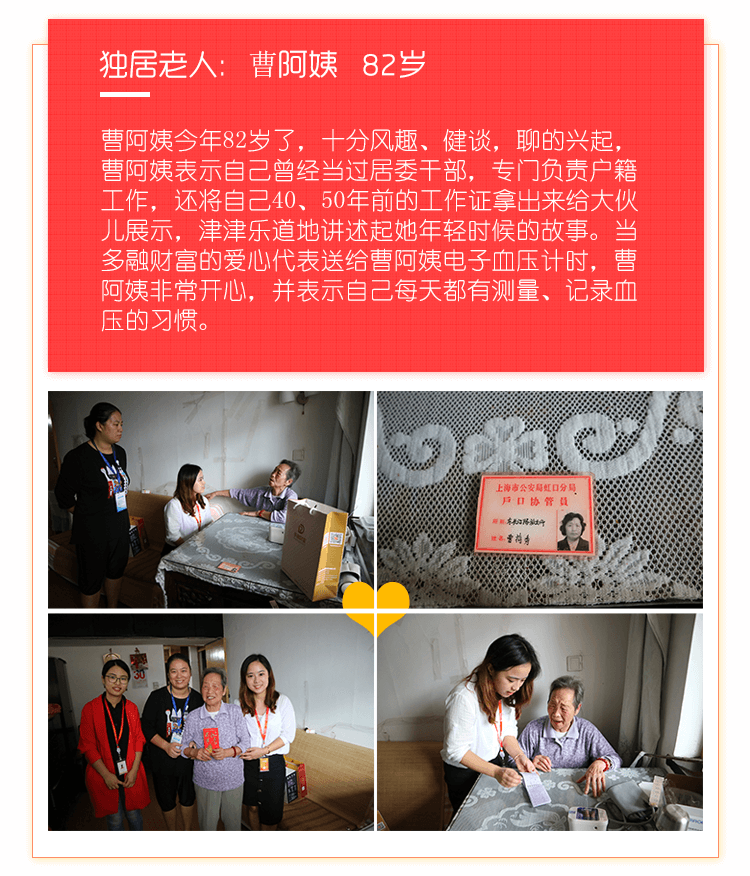 独居老人：曹阿姨 82岁
曹阿姨今年82岁了，十分风趣、健谈，聊的兴起，
曹阿姨表示自己曾经当过居委干部，专门负责户籍
工作，还将自己40、50年前的工作证拿出来给大伙
儿展示，津津乐道地讲述起她年轻时候的故事。当
多融财富的爱心代表送给曹阿姨电子血压计时，曹
阿姨非常开心，并表示自己每天都有测量、记录血
压的习惯。
上海市公安局虹口分局
戶口协管員
30